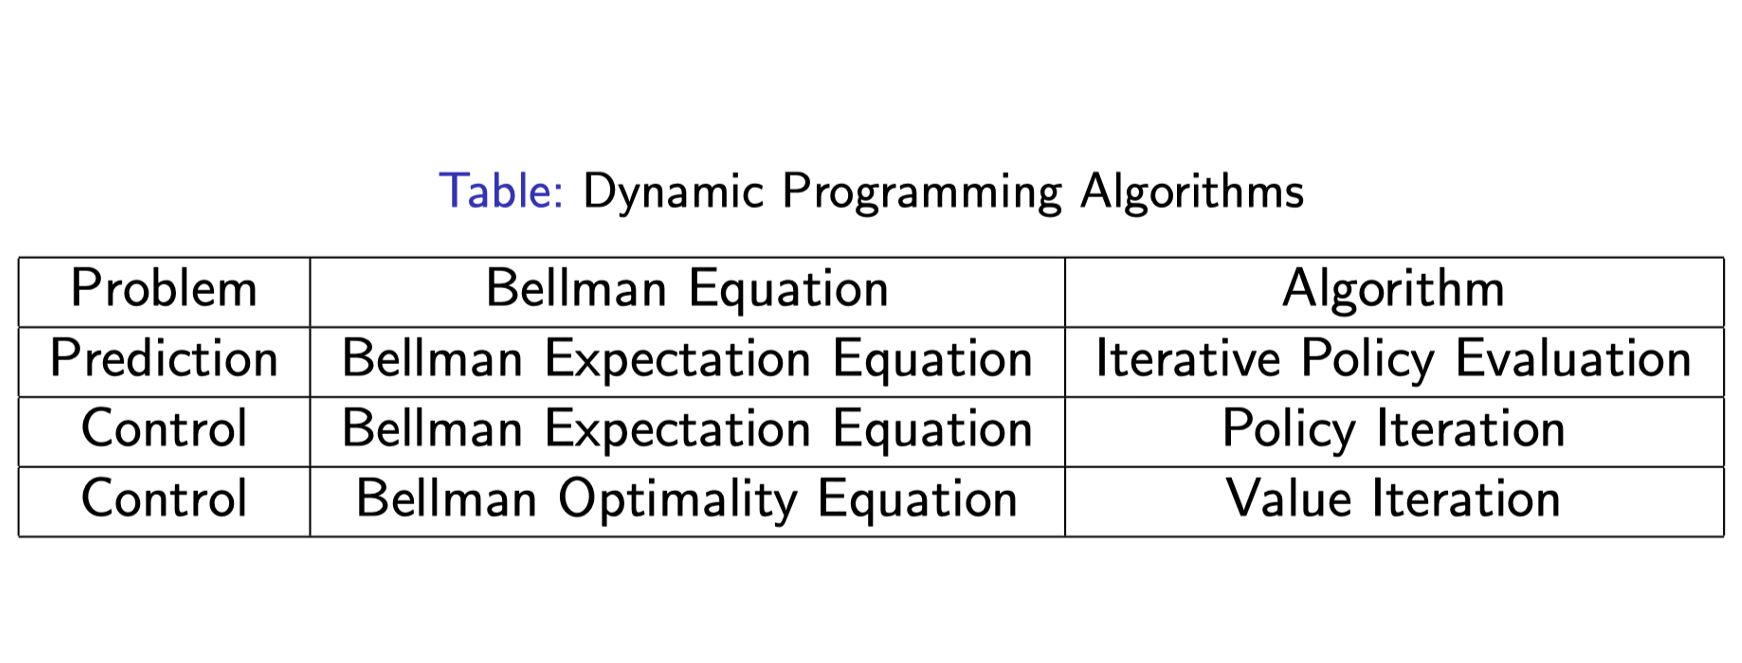 Table: Dynamic Programming Algorithms
Problem Bellman Equation Algorithm
Prediction Bellman Expectation Equation Iterative Policy Evaluation
Control Bellman Expectation Equation Policy Iteration
Control Bellman Optimality Equation Value Iteration